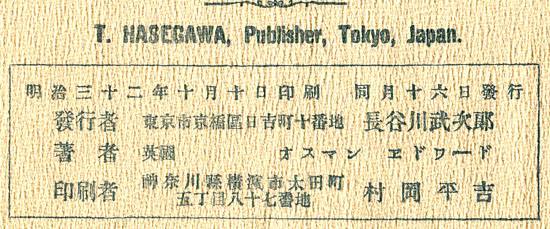 T. HASEGAWA, Publisher, Tokyo, Japan.
明治三十二年十月十日印刷 同月十六日發行
發行者 東京市京橋區日吉町十番地 長谷川武次郎
著者 英國 オスマン ヱドワード
印刷者 神奈川縣横濱市太田町五丁目八十七番地 村岡平吉